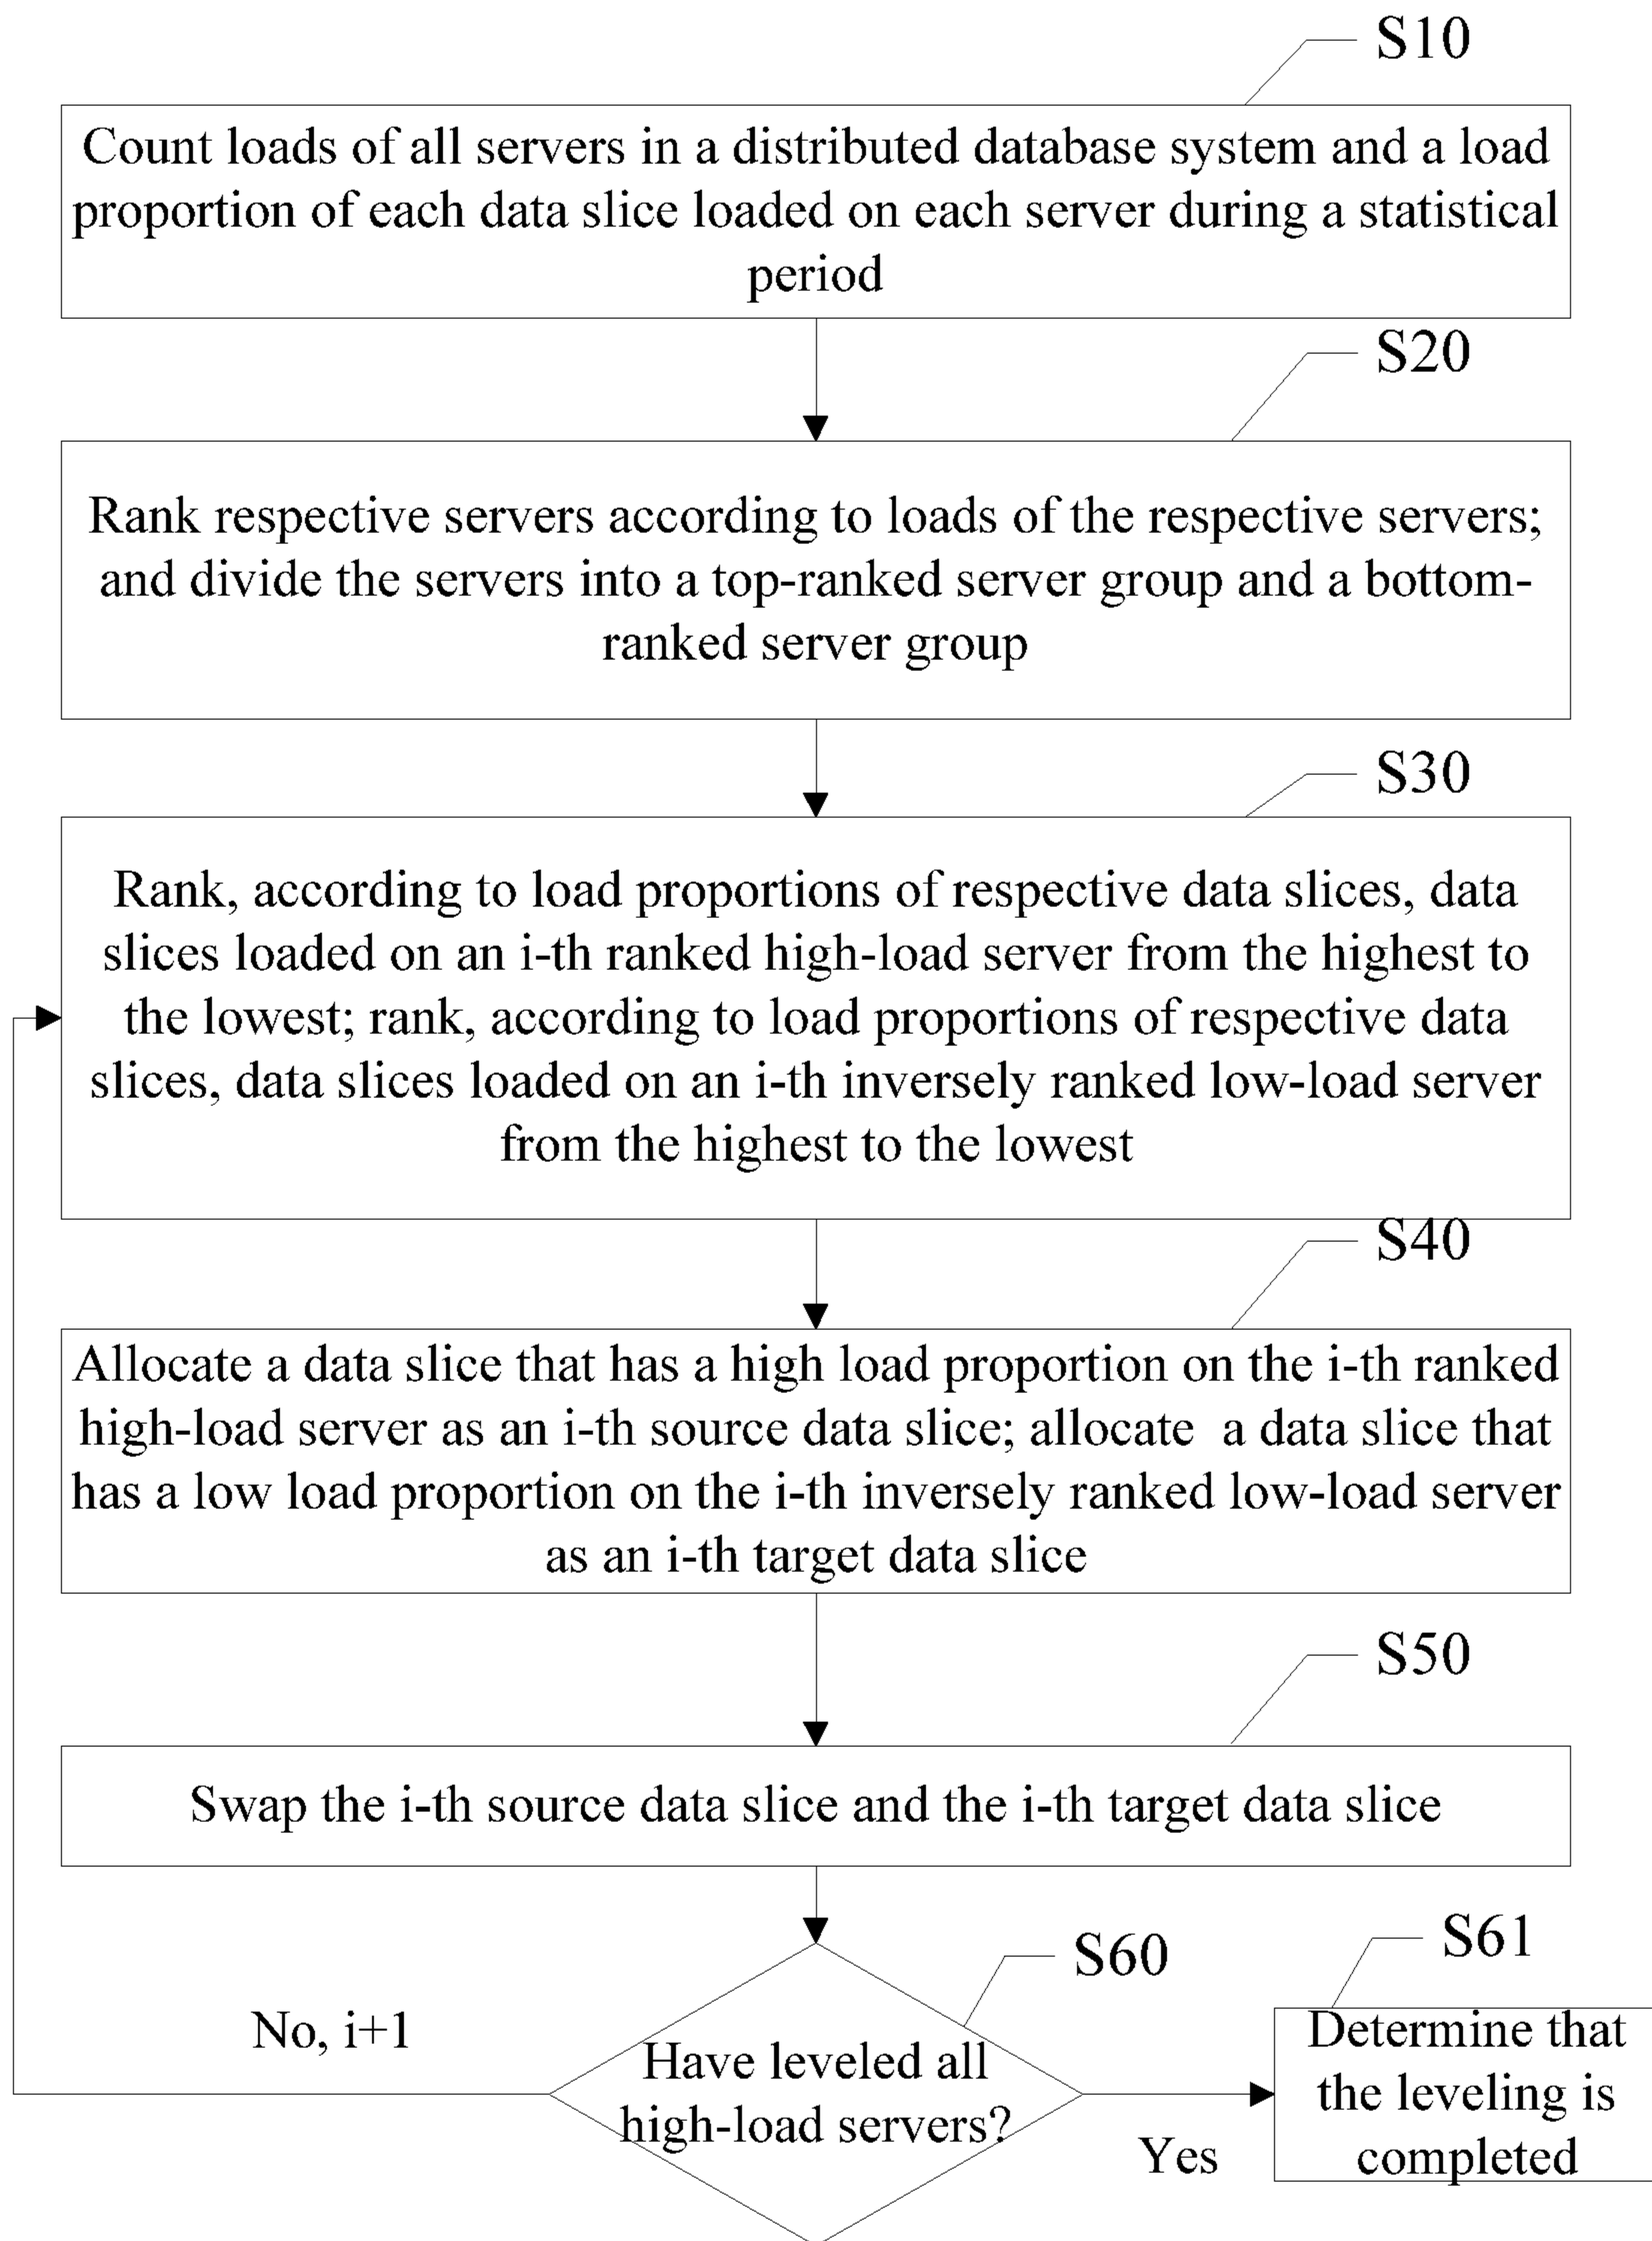 S10
Count loads of all servers in a distributed database system and a load
proportion of each data slice loaded on each server during a statistical
period
S20
Rank respective servers according to loads of the respective servers;
and divide the servers into a top-ranked server group and a bottom-
ranked server group
S30
Rank, according to load proportions of respective data slices, data
slices loaded on an i-th ranked high-load server from the highest to
the lowest; rank, according to load proportions of respective data
slices, data slices loaded on an i-th inversely ranked low-load server
from the highest to the lowest
S40
Allocate a data slice that has a high load proportion on the i-th ranked
high-load server as an i-th source data slice; allocate  a data slice that
has a low load proportion on the i-th inversely ranked low-load server
as an i-th target data slice
S50
Swap the i-th source data slice and the i-th target data slice
S60
Have leveled all
high-load servers?
No, i+1
Yes
S61
Determine that
the leveling is
completed